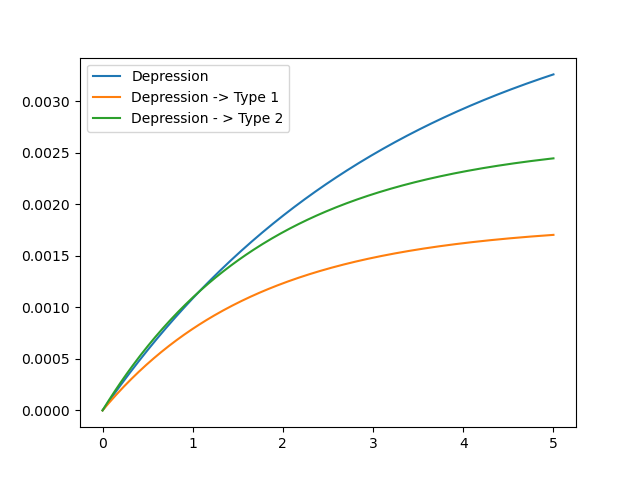 Depression
Depression -> Type 1
Depression - > Type 2
0.0030
0.0025
0.0020
0.0015
0.0010
0.0005
0.0000
0 1 2 3 4 5